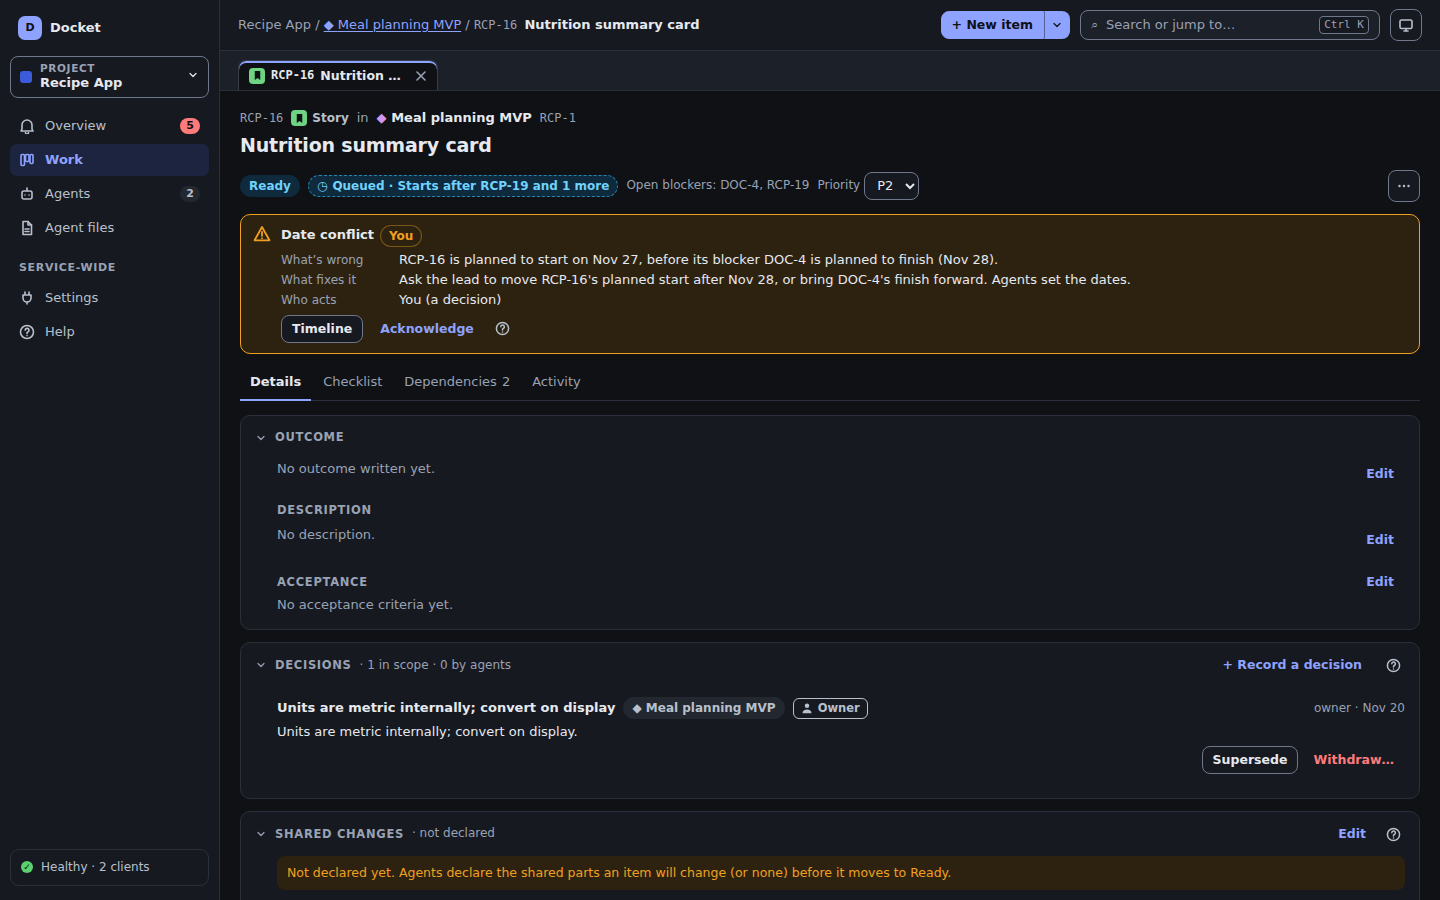 D Docket
PROJECT
Recipe App
Overview 5
Work
Agents 2
Agent files
SERVICE-WIDE
Settings
Help
Healthy · 2 clients
Recipe App / ◆ Meal planning MVP / RCP-16 Nutrition summary card
+ New item
Search or jump to… Ctrl K
RCP-16 Nutrition …
RCP-16 Story in ◆ Meal planning MVP RCP-1
Nutrition summary card
Ready
Queued · Starts after RCP-19 and 1 more
Open blockers: DOC-4, RCP-19 Priority P2
Date conflict You
What's wrong RCP-16 is planned to start on Nov 27, before its blocker DOC-4 is planned to finish (Nov 28).
What fixes it Ask the lead to move RCP-16's planned start after Nov 28, or bring DOC-4's finish forward. Agents set the dates.
Who acts You (a decision)
Timeline Acknowledge
Details Checklist Dependencies 2 Activity
OUTCOME
No outcome written yet. Edit
DESCRIPTION
No description. Edit
ACCEPTANCE Edit
No acceptance criteria yet.
DECISIONS · 1 in scope · 0 by agents + Record a decision
Units are metric internally; convert on display ◆ Meal planning MVP Owner owner · Nov 20
Units are metric internally; convert on display.
Supersede Withdraw…
SHARED CHANGES · not declared Edit
Not declared yet. Agents declare the shared parts an item will change (or none) before it moves to Ready.